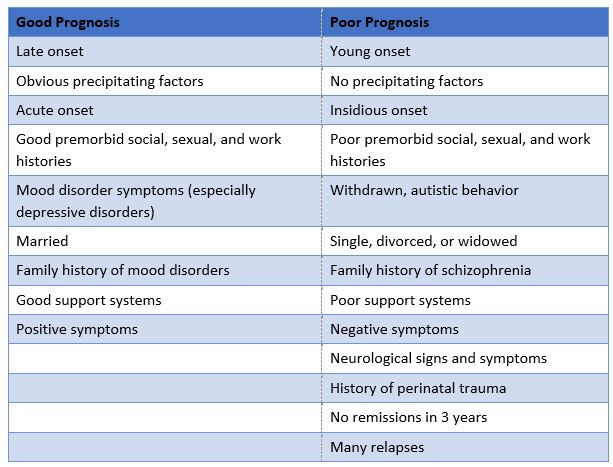 Good Prognosis Poor Prognosis
Late onset Young onset
Obvious precipitating factors No precipitating factors
Acute onset Insidious onset
Good premorbid social, sexual, and work Poor premorbid social, sexual, and work
histories histories
Mood disorder symptoms (especially Withdrawn, autistic behavior
depressive disorders)
Married Single, divorced, or widowed
Family history of mood disorders Family history of schizophrenia
Good support systems Poor support systems
Positive symptoms Negative symptoms
Neurological signs and symptoms
History of perinatal trauma
No remissions in 3 years
Many relapses